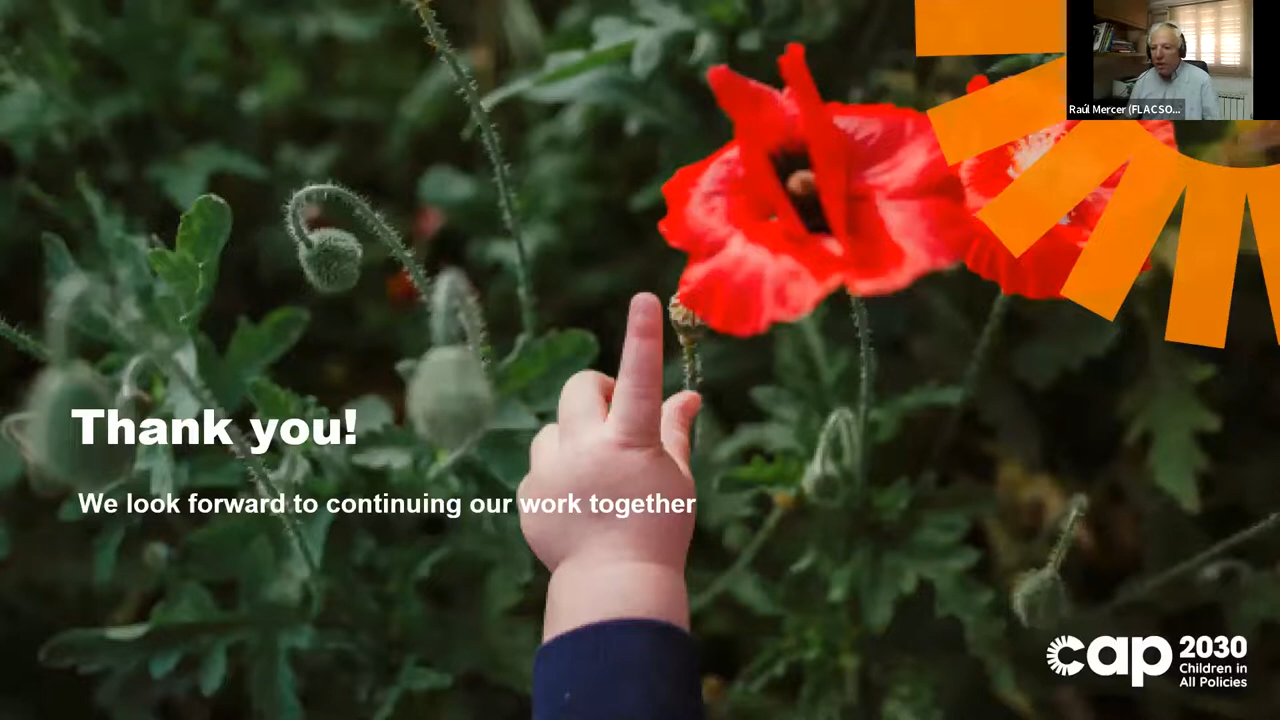 Raúl Mercer (FLACSO...
Thank you!
We look forward to continuing our work together
cap 2030
Children in
All Policies